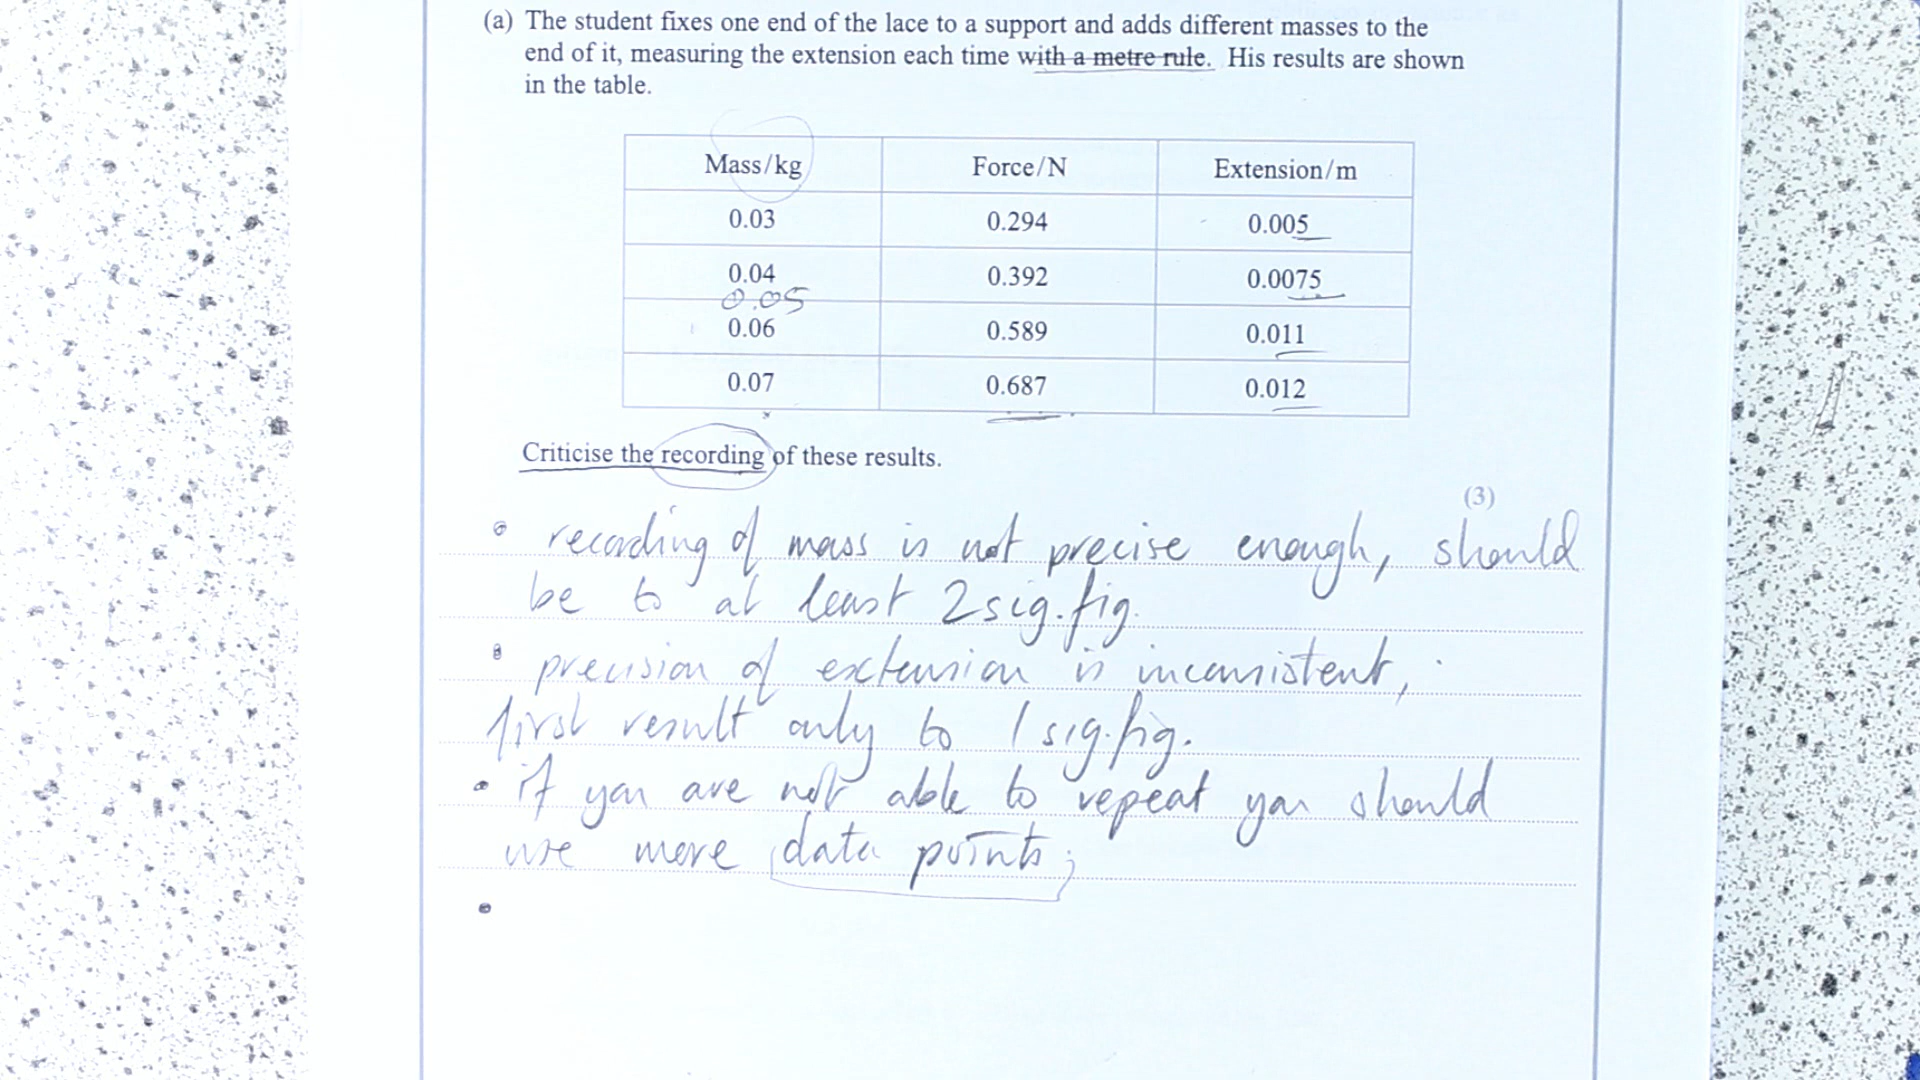 (a) The student fixes one end of the lace to a support and adds different masses to the
end of it, measuring the extension each time with a metre rule. His results are shown
in the table.
Mass/kg Force/N Extension/m
0.03 0.294 0.005
0.04 0.392 0.0075
0.05
0.06 0.589 0.011
0.07 0.687 0.012
Criticise the recording of these results.
(3)
• recording of mass is not precise enough, should
be to at least 2 sig. fig.
• precision of extension is inconsistent,
first result only to 1 sig. fig.
• if you are not able to repeat you should
use more data points;
•